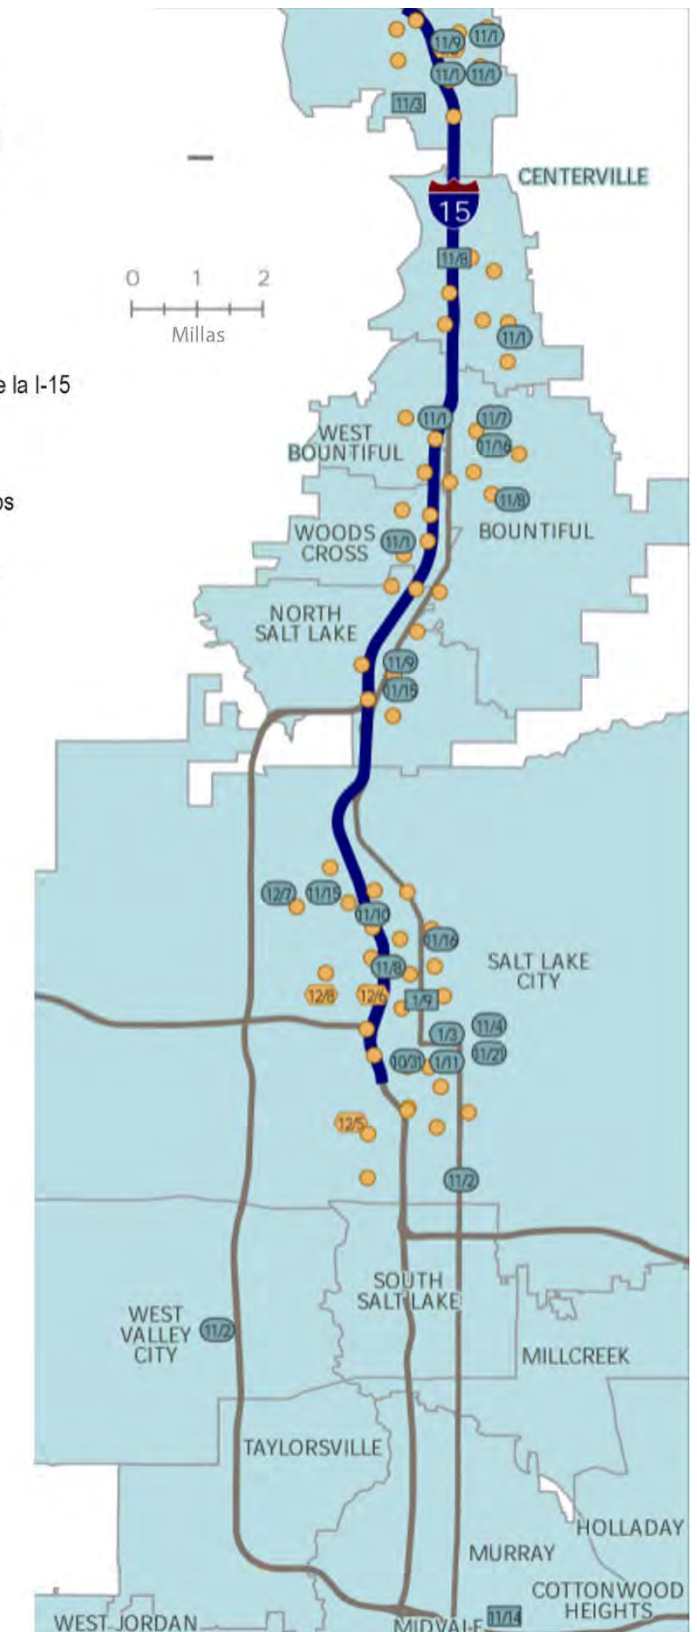 11/9
11/1
11/1
11/1
11/3
CENTERVILLE
15
11/8
0 1 2
Millas
11/1
e la I-15
11/1
11/7
WEST
BOUNTIFUL
11/16
11/8
os
WOODS
CROSS
11/1
BOUNTIFUL
NORTH
SALT LAKE
11/9
11/15
12/7
11/15
11/10
11/16
11/8
SALT LAKE
CITY
12/8
12/6
1/9
1/3
11/4
10/31
1/11
11/21
12/5
11/2
SOUTH
SALT LAKE
WEST
VALLEY
CITY
11/2
MILLCREEK
TAYLORSVILLE
HOLLADAY
MURRAY
COTTONWOOD
HEIGHTS
WEST JORDAN
MIDVALE
11/14